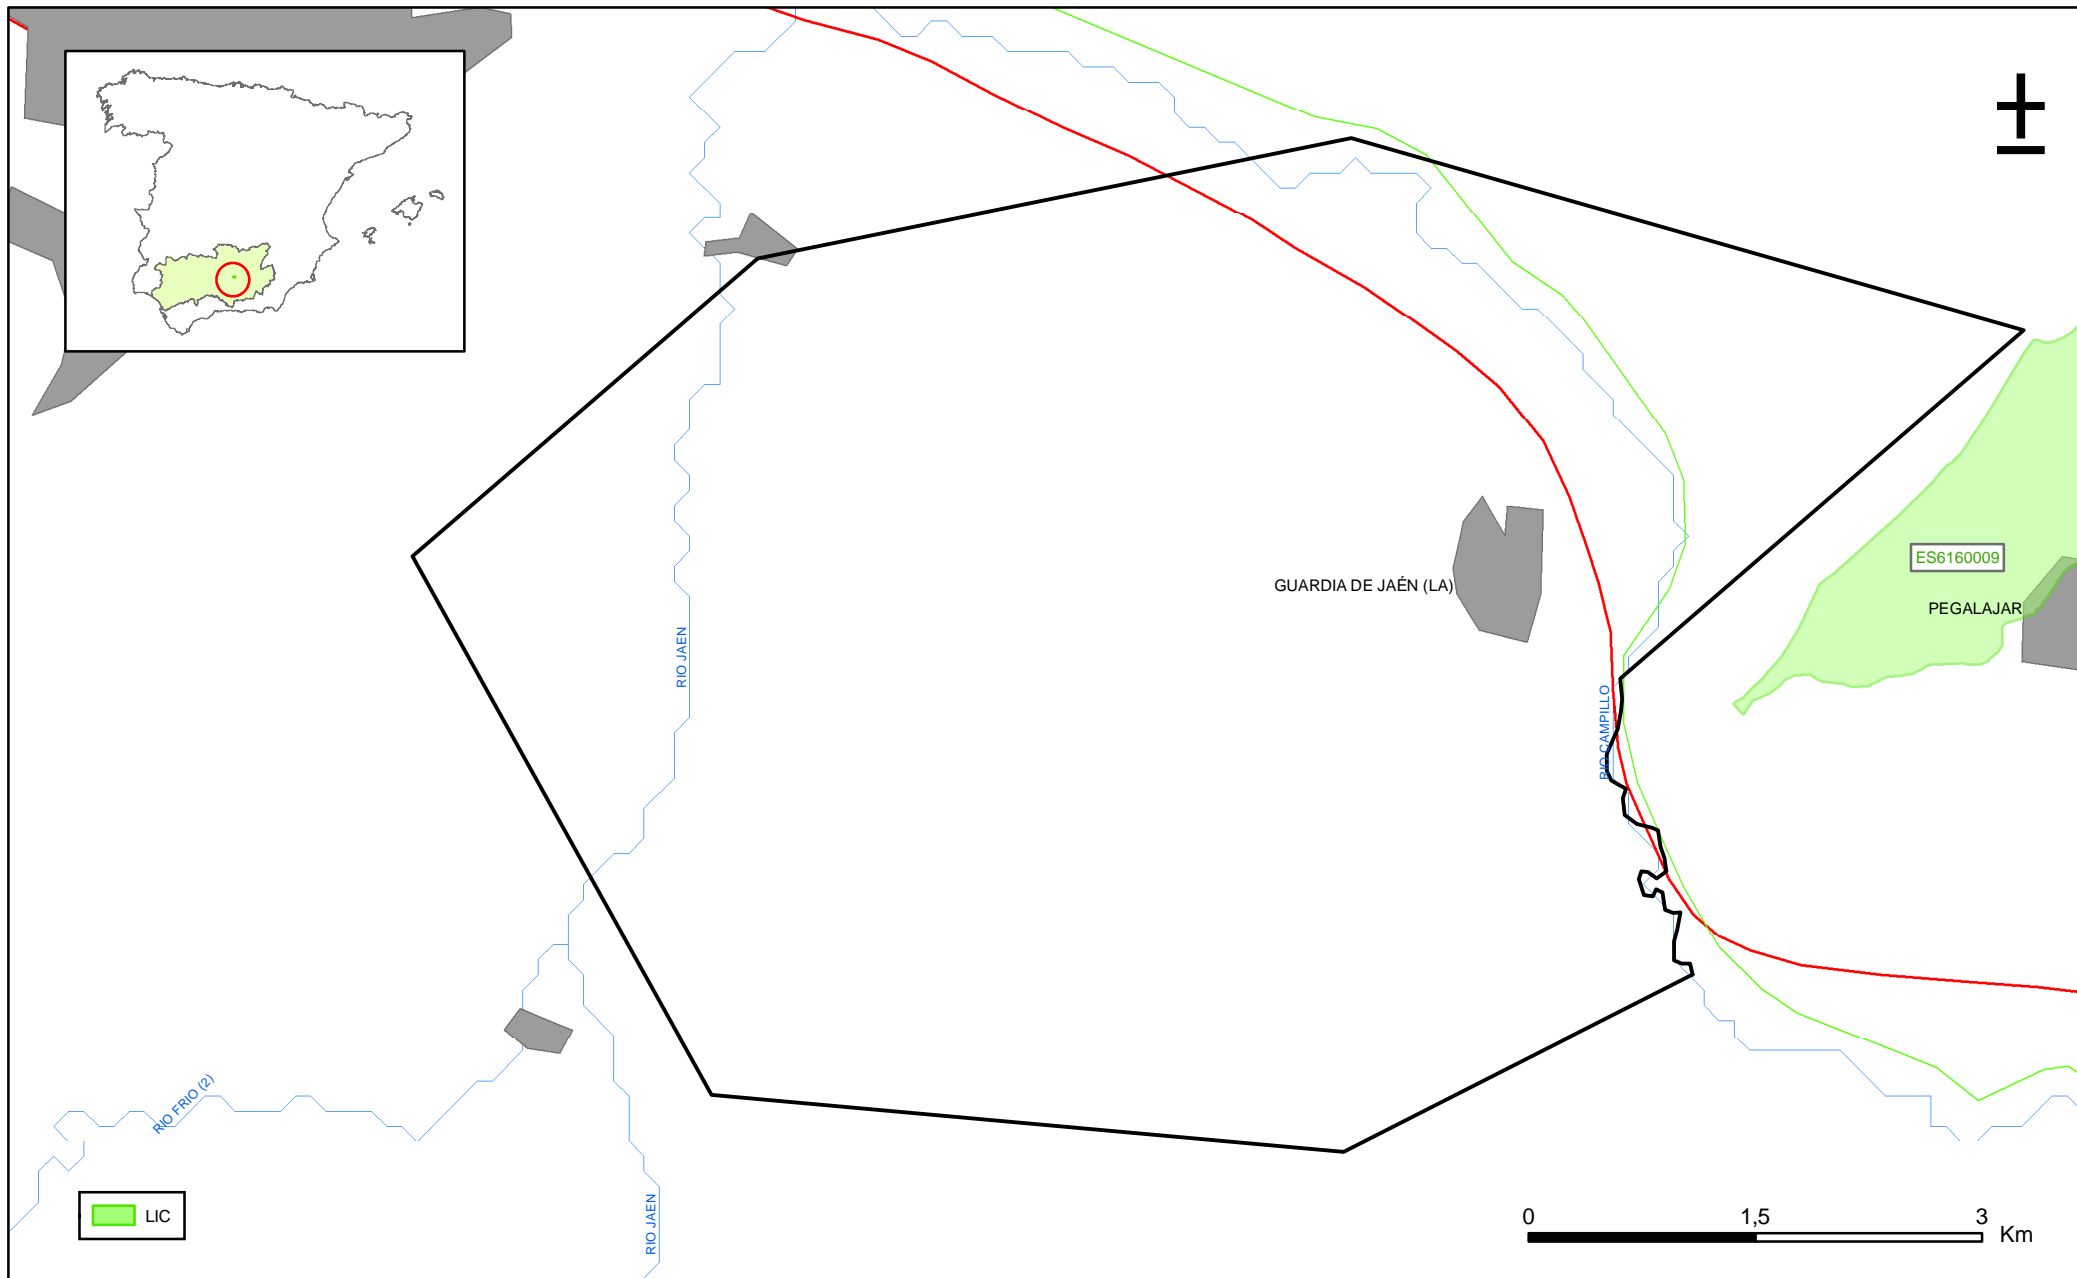 ES6160009
GUARDIA DE JAÉN (LA)
PEGALAJAR
RIO JAEN
RIO CAMPILLO
RIO FRIO (2)
RIO JAEN
LIC
0 1,5 3
Km